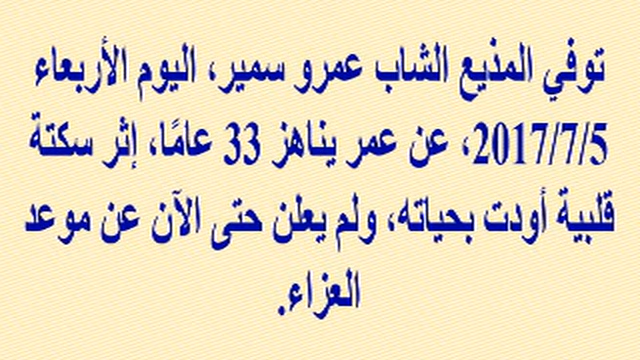 توفي المذيع الشاب عمرو سمير، اليوم الأربعاء
2017/7/5، عن عمر يناهز 33 عامًا، إثر سكتة
قلبية أودت بحياته، ولم يعلن حتى الآن عن موعد
العزاء.